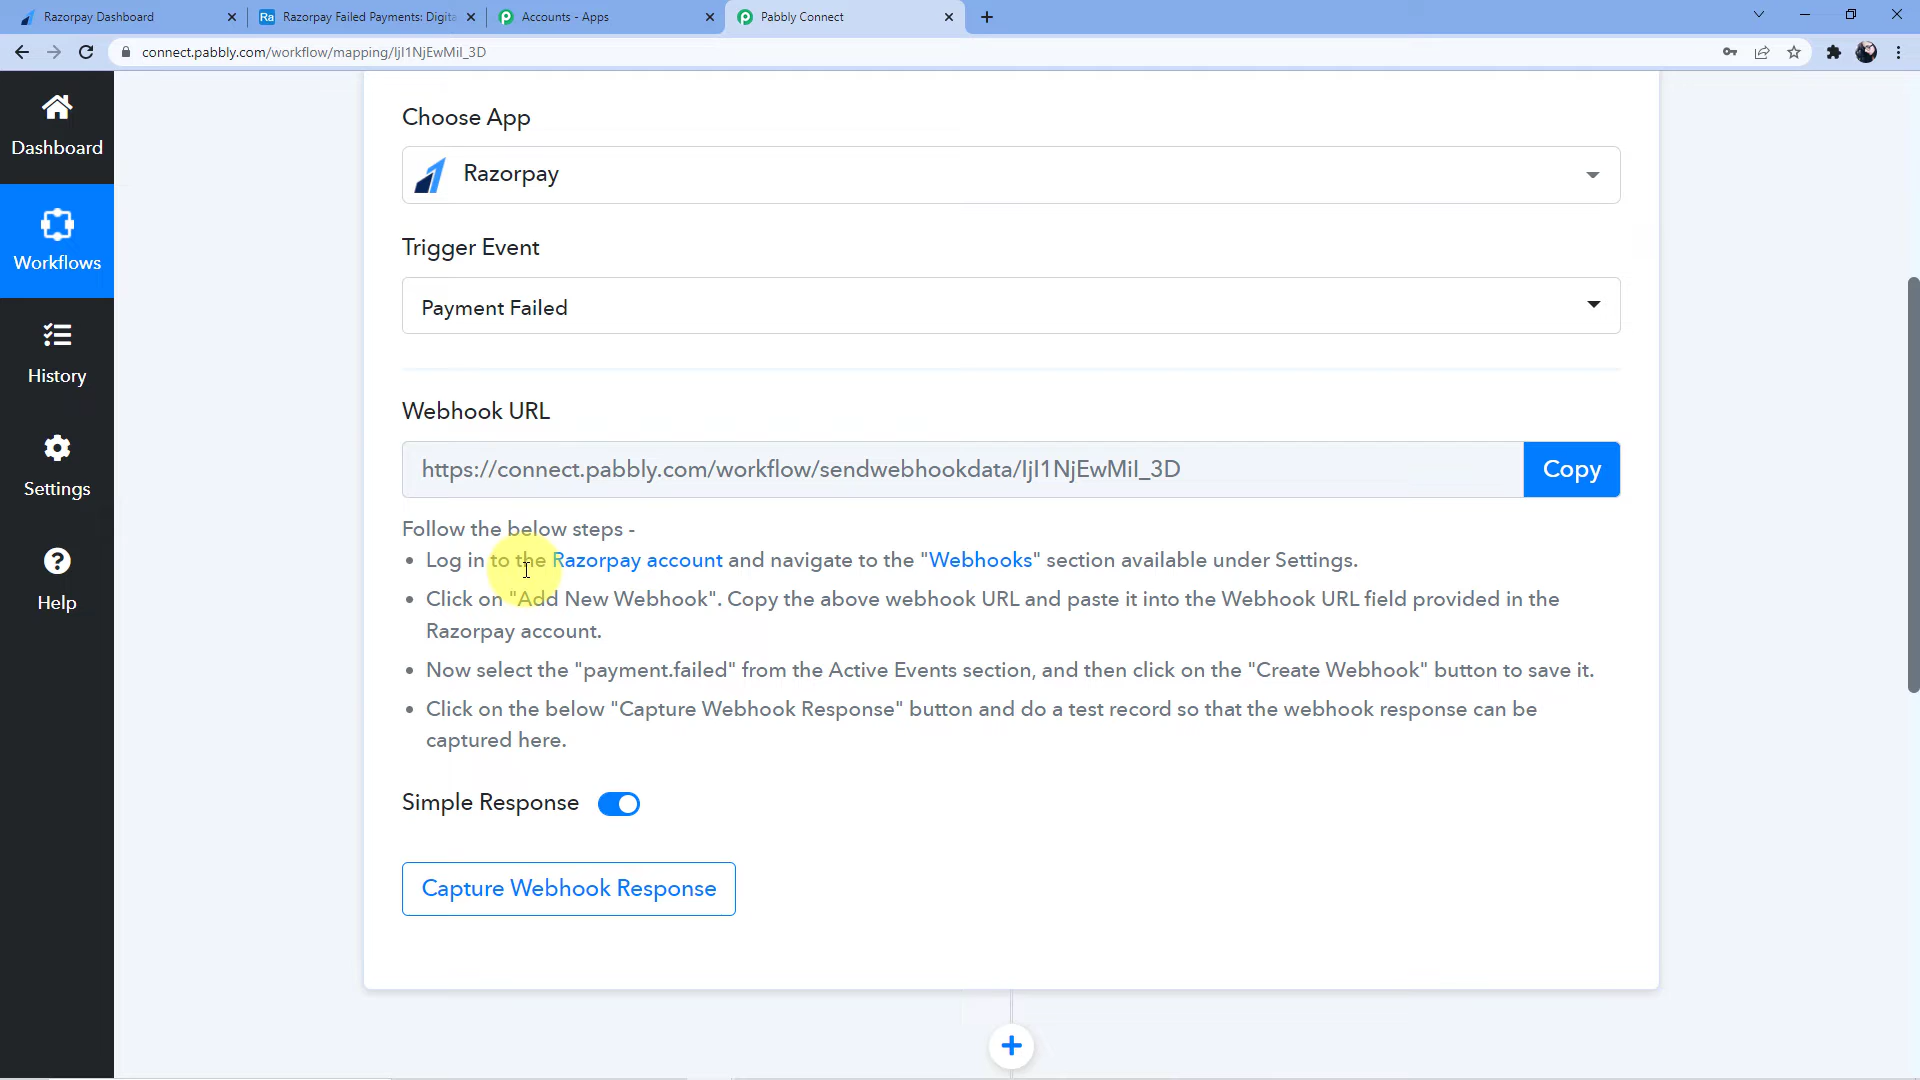 Razorpay Dashboard
Razorpay Failed Payments: Digita
Accounts - Apps
Pabbly Connect
connect.pabbly.com/workflow/mapping/IjI1NjEwMiI_3D
Dashboard
Workflows
History
Settings
Help
Choose App
Razorpay
Trigger Event
Payment Failed
Webhook URL
https://connect.pabbly.com/workflow/sendwebhookdata/IjI1NjEwMiI_3D
Copy
Follow the below steps -
• Log in to the Razorpay account and navigate to the "Webhooks" section available under Settings.
• Click on "Add New Webhook". Copy the above webhook URL and paste it into the Webhook URL field provided in the
Razorpay account.
• Now select the "payment.failed" from the Active Events section, and then click on the "Create Webhook" button to save it.
• Click on the below "Capture Webhook Response" button and do a test record so that the webhook response can be
captured here.
Simple Response
Capture Webhook Response